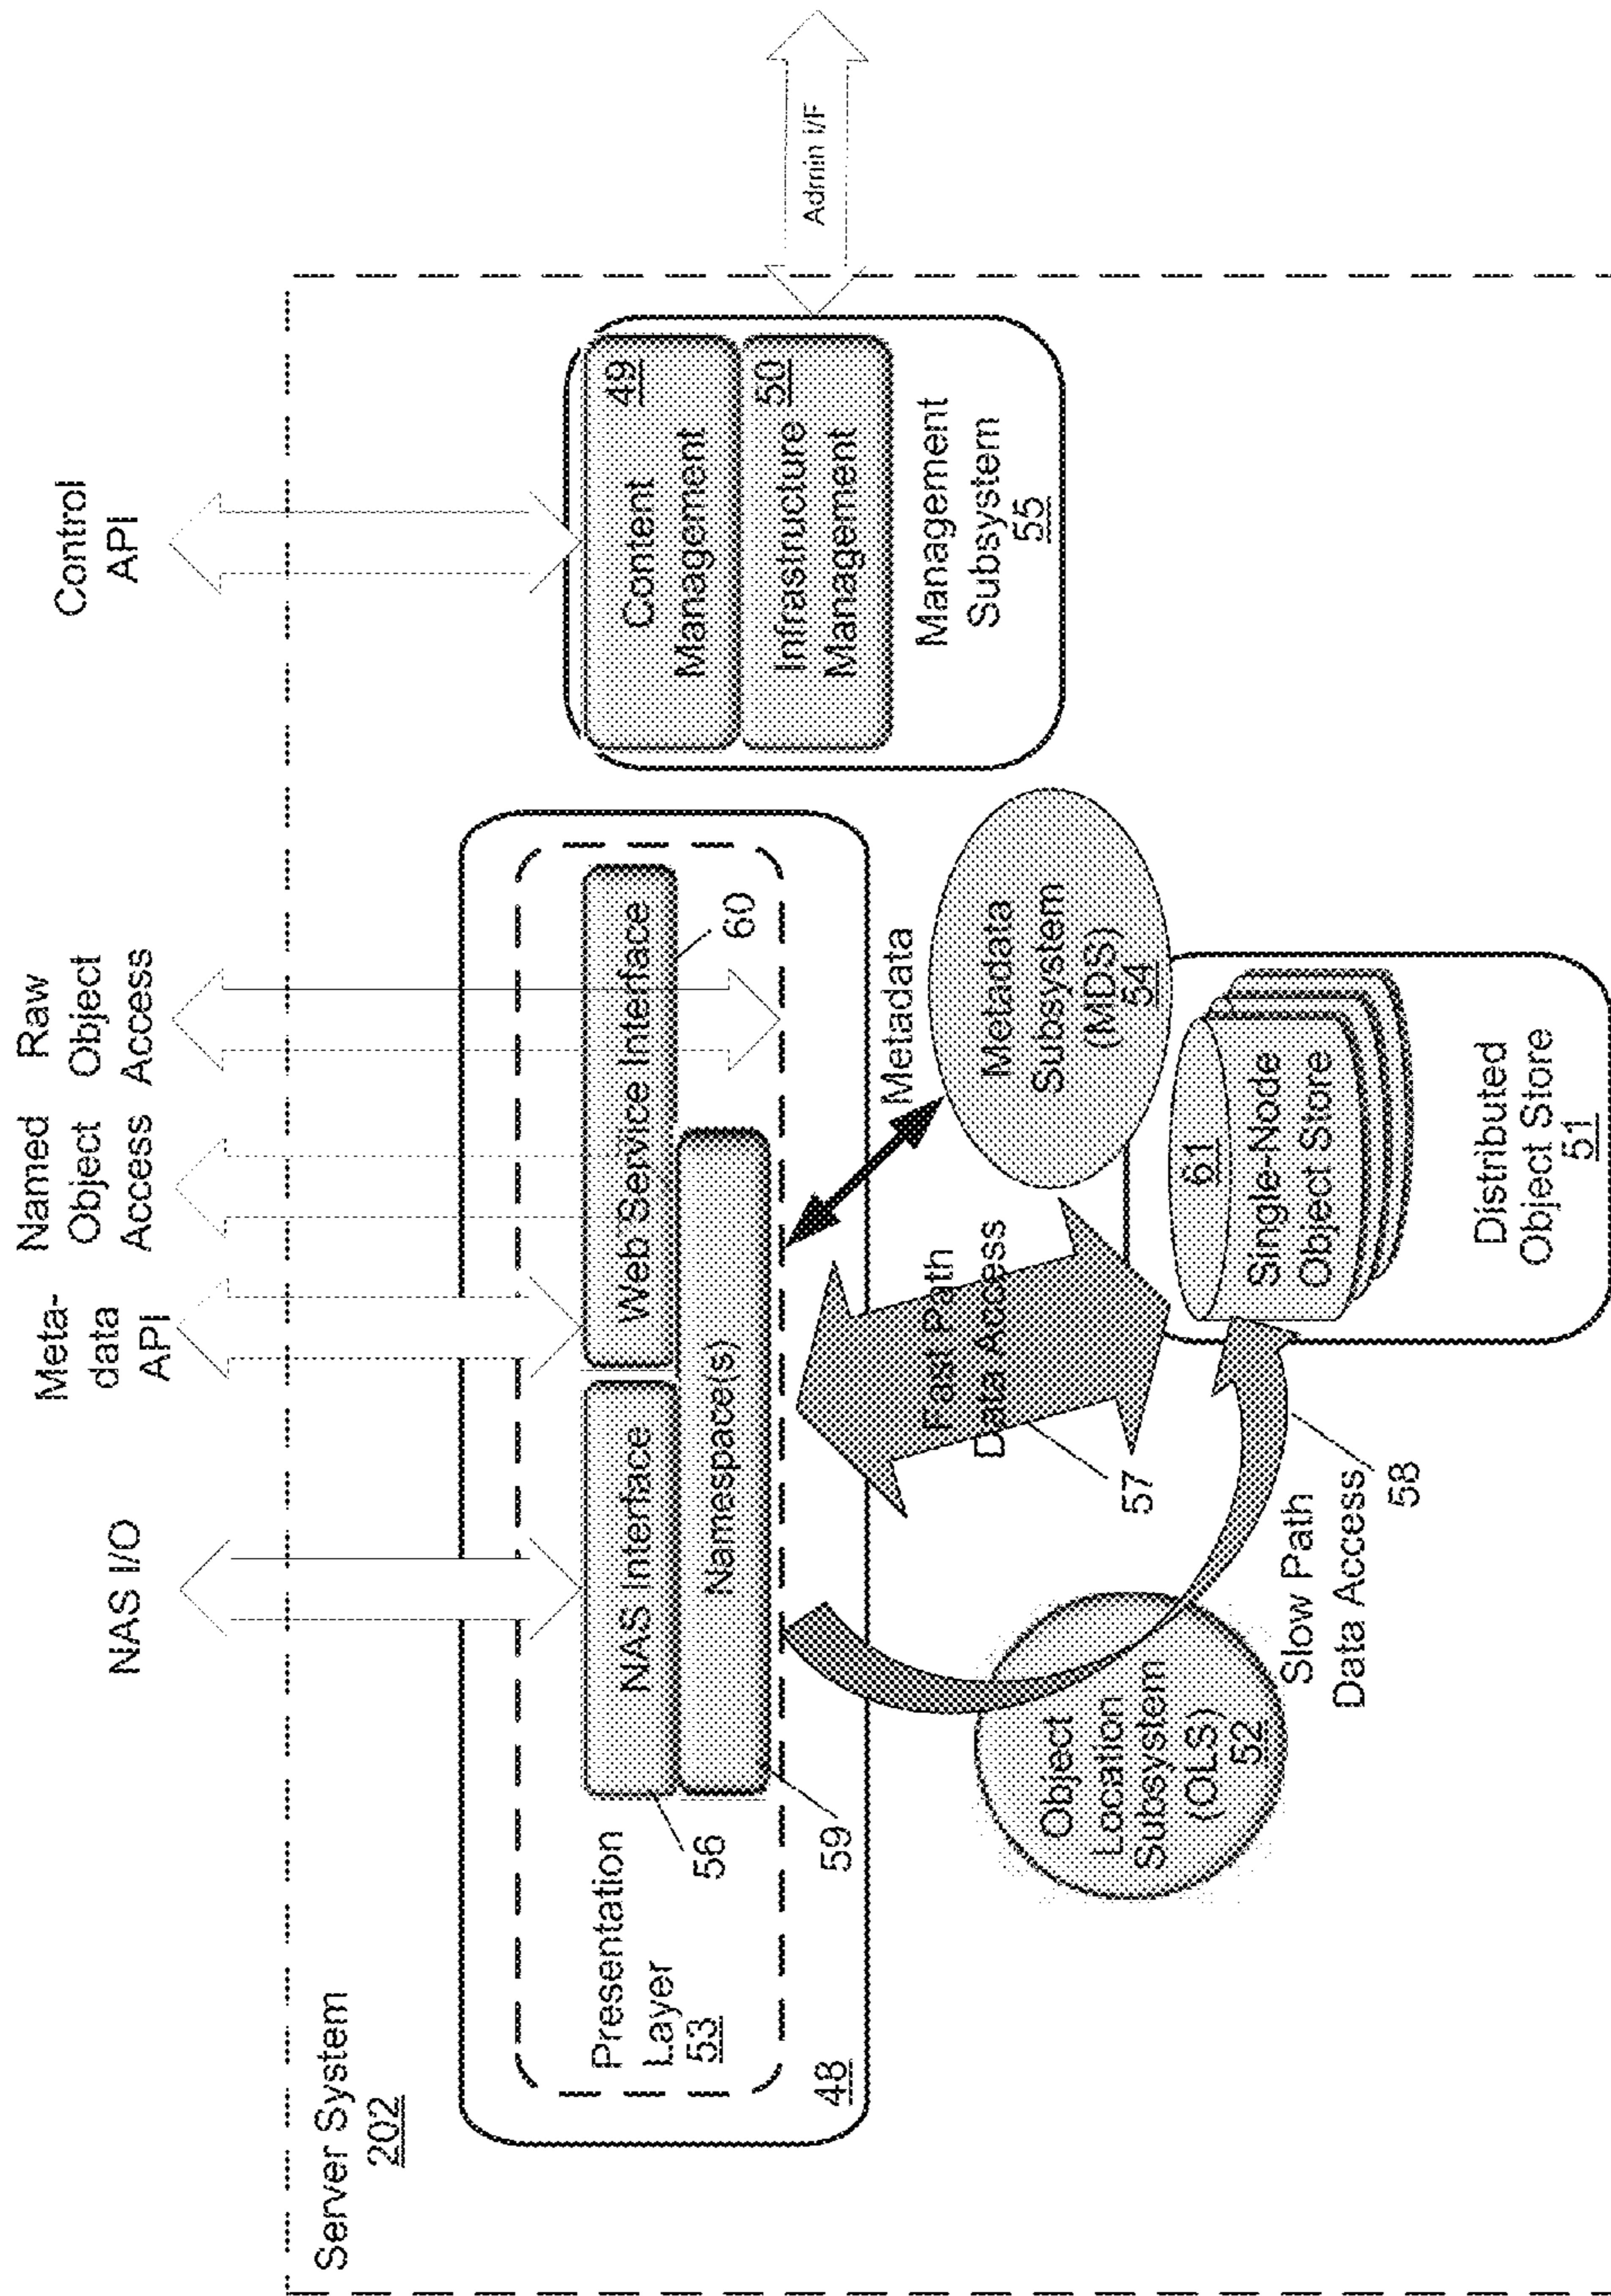 NAS I/O
Meta-
data
API
Named
Object
Access
Raw
Object
Access
Control
API
Server System
202
Presentation
Layer
53
NAS Interface
Web Service Interface
Namespace(s)
56
59
60
48
Content
Management
49
Infrastructure
Management
50
Management
Subsystem
55
Admin I/F
Metadata
Metadata
Subsystem
(MDS)
54
Fast Path
Data Access
57
Object
Location
Subsystem
(OLS)
52
Slow Path
Data Access
58
61
Single-Node
Object Store
Distributed
Object Store
51